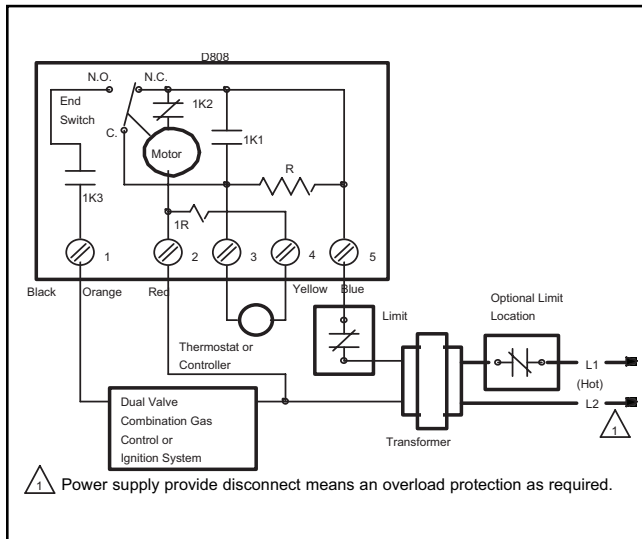 D808
N.O. N.C.
End
Switch
1K2
C.
1K1
Motor
R
1K3
1R
1 2 3 4 5
Black Orange Red Yellow Blue
Limit
Optional Limit
Location
Thermostat or
Controller
L1
(Hot)
L2
1
Dual Valve
Combination Gas
Control or
Ignition System
Transformer
1 Power supply provide disconnect means an overload protection as required.